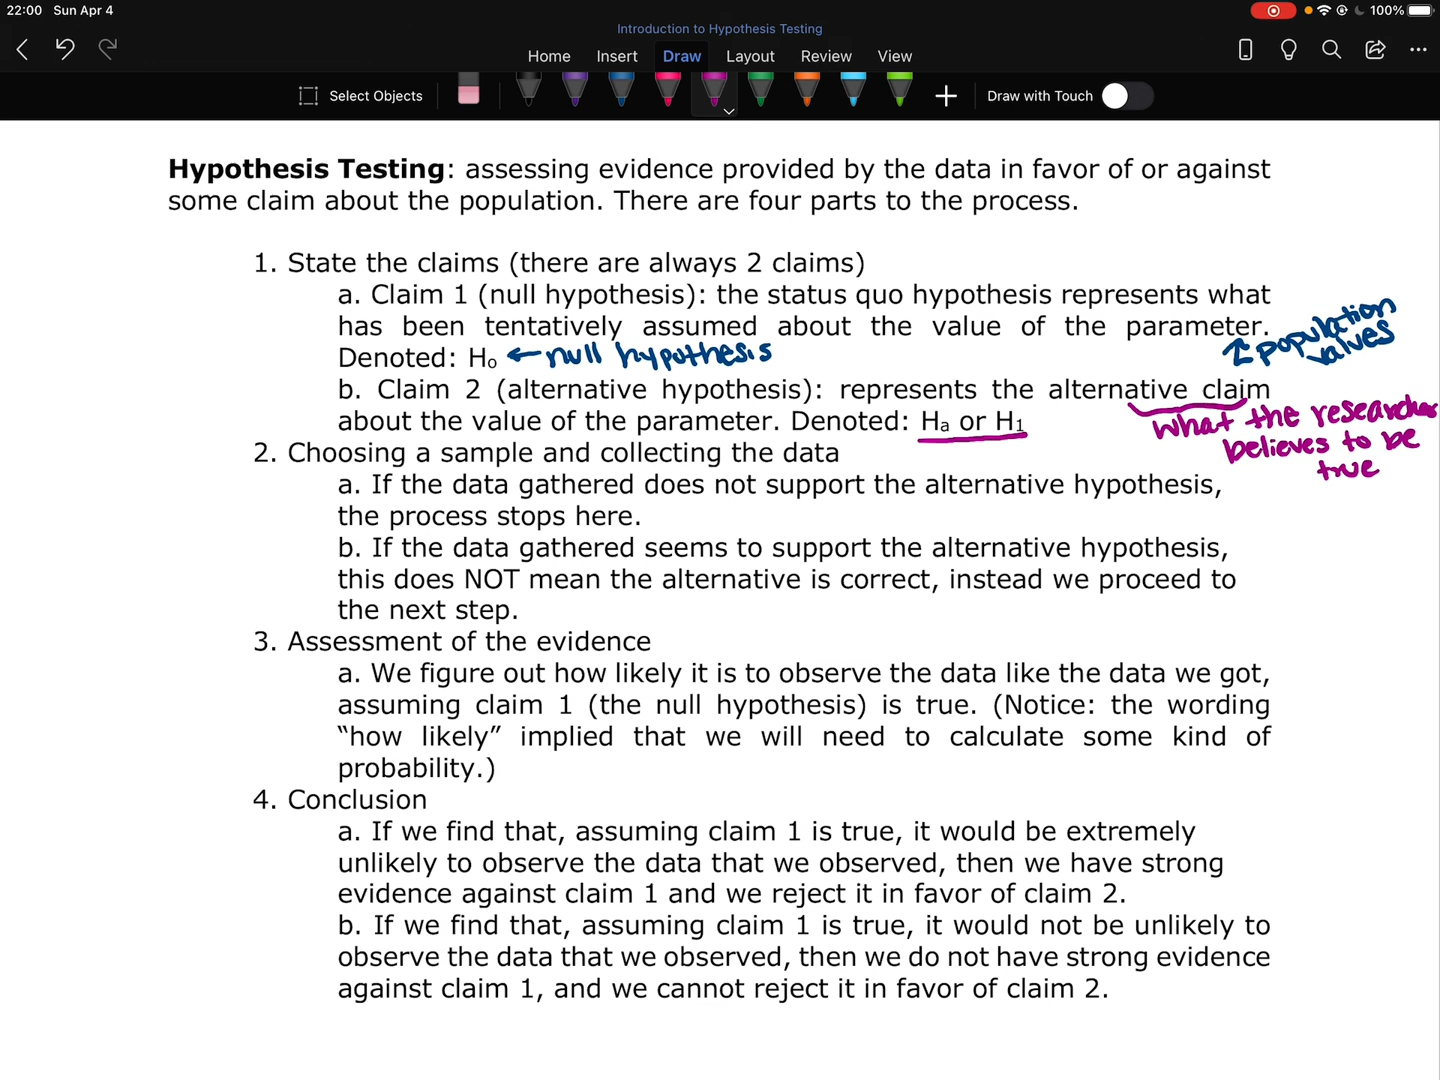 22:00 Sun Apr 4
100%
Introduction to Hypothesis Testing
Home Insert Draw Layout Review View
Select Objects
Draw with Touch
Hypothesis Testing: assessing evidence provided by the data in favor of or against
some claim about the population. There are four parts to the process.
1. State the claims (there are always 2 claims)
a. Claim 1 (null hypothesis): the status quo hypothesis represents what
has been tentatively assumed about the value of the parameter.
↑ population
values
Denoted: H₀ ← null hypothesis
b. Claim 2 (alternative hypothesis): represents the alternative claim
about the value of the parameter. Denoted: Hₐ or H₁
what the researcher
believes to be
true
2. Choosing a sample and collecting the data
a. If the data gathered does not support the alternative hypothesis,
the process stops here.
b. If the data gathered seems to support the alternative hypothesis,
this does NOT mean the alternative is correct, instead we proceed to
the next step.
3. Assessment of the evidence
a. We figure out how likely it is to observe the data like the data we got,
assuming claim 1 (the null hypothesis) is true. (Notice: the wording
“how likely” implied that we will need to calculate some kind of
probability.)
4. Conclusion
a. If we find that, assuming claim 1 is true, it would be extremely
unlikely to observe the data that we observed, then we have strong
evidence against claim 1 and we reject it in favor of claim 2.
b. If we find that, assuming claim 1 is true, it would not be unlikely to
observe the data that we observed, then we do not have strong evidence
against claim 1, and we cannot reject it in favor of claim 2.